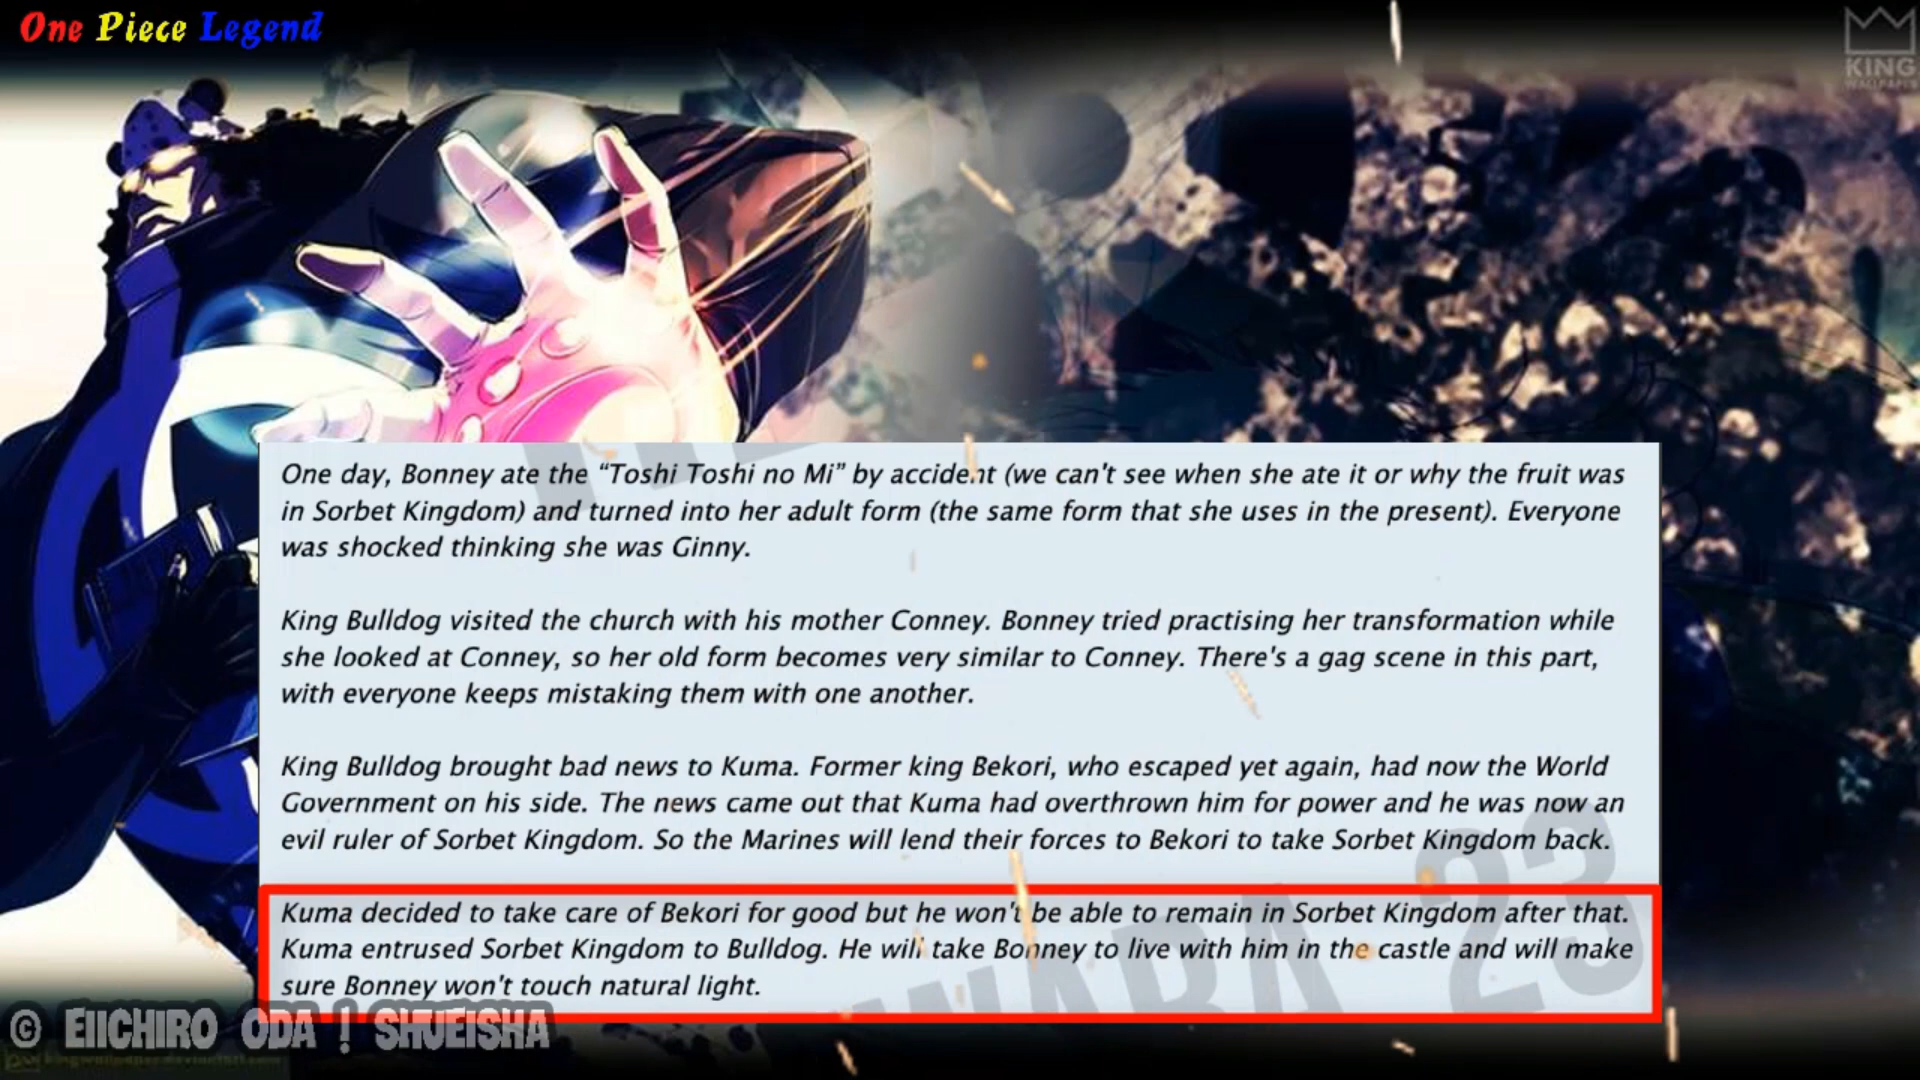 One Piece Legend
KING
WALLPAPER
One day, Bonney ate the “Toshi Toshi no Mi” by accident (we can't see when she ate it or why the fruit was
in Sorbet Kingdom) and turned into her adult form (the same form that she uses in the present). Everyone
was shocked thinking she was Ginny.
King Bulldog visited the church with his mother Conney. Bonney tried practising her transformation while
she looked at Conney, so her old form becomes very similar to Conney. There's a gag scene in this part,
with everyone keeps mistaking them with one another.
King Bulldog brought bad news to Kuma. Former king Bekori, who escaped yet again, had now the World
Government on his side. The news came out that Kuma had overthrown him for power and he was now an
evil ruler of Sorbet Kingdom. So the Marines will lend their forces to Bekori to take Sorbet Kingdom back.
Kuma decided to take care of Bekori for good but he won't be able to remain in Sorbet Kingdom after that.
Kuma entrused Sorbet Kingdom to Bulldog. He will take Bonney to live with him in the castle and will make
sure Bonney won't touch natural light.
© EIICHIRO ODA ! SHUEISHA